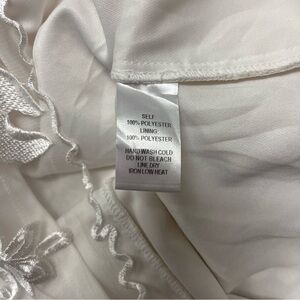 SELF
100% POLYESTER
LINING
100% POLYESTER
HAND WASH COLD
DO NOT BLEACH
LINE DRY
IRON LOW HEAT